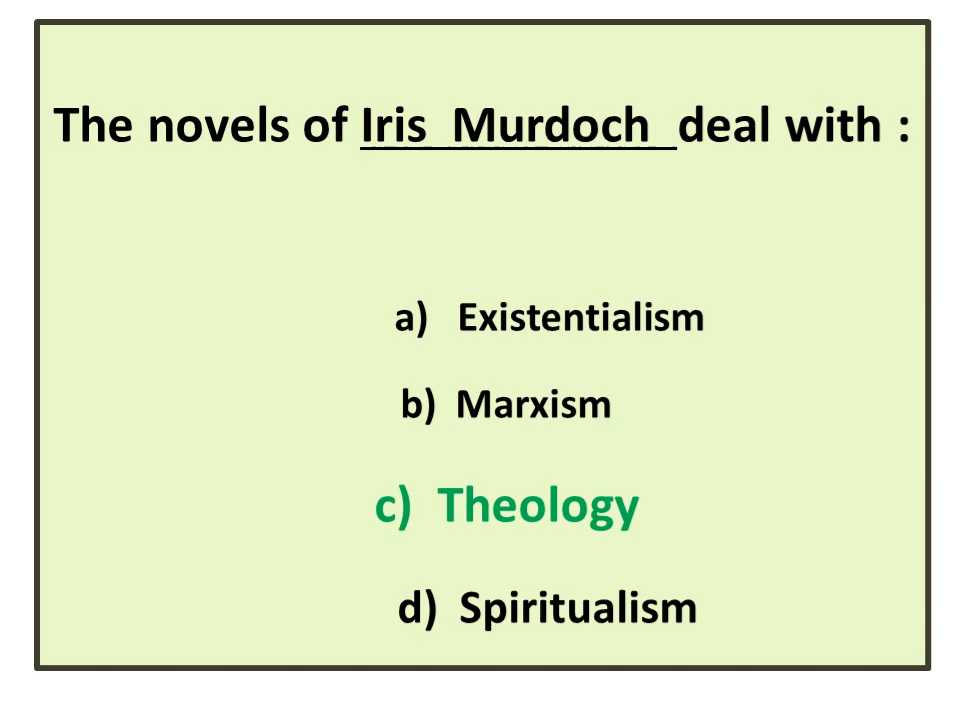 The novels of Iris Murdoch deal with :
a) Existentialism
b) Marxism
c) Theology
d) Spiritualism